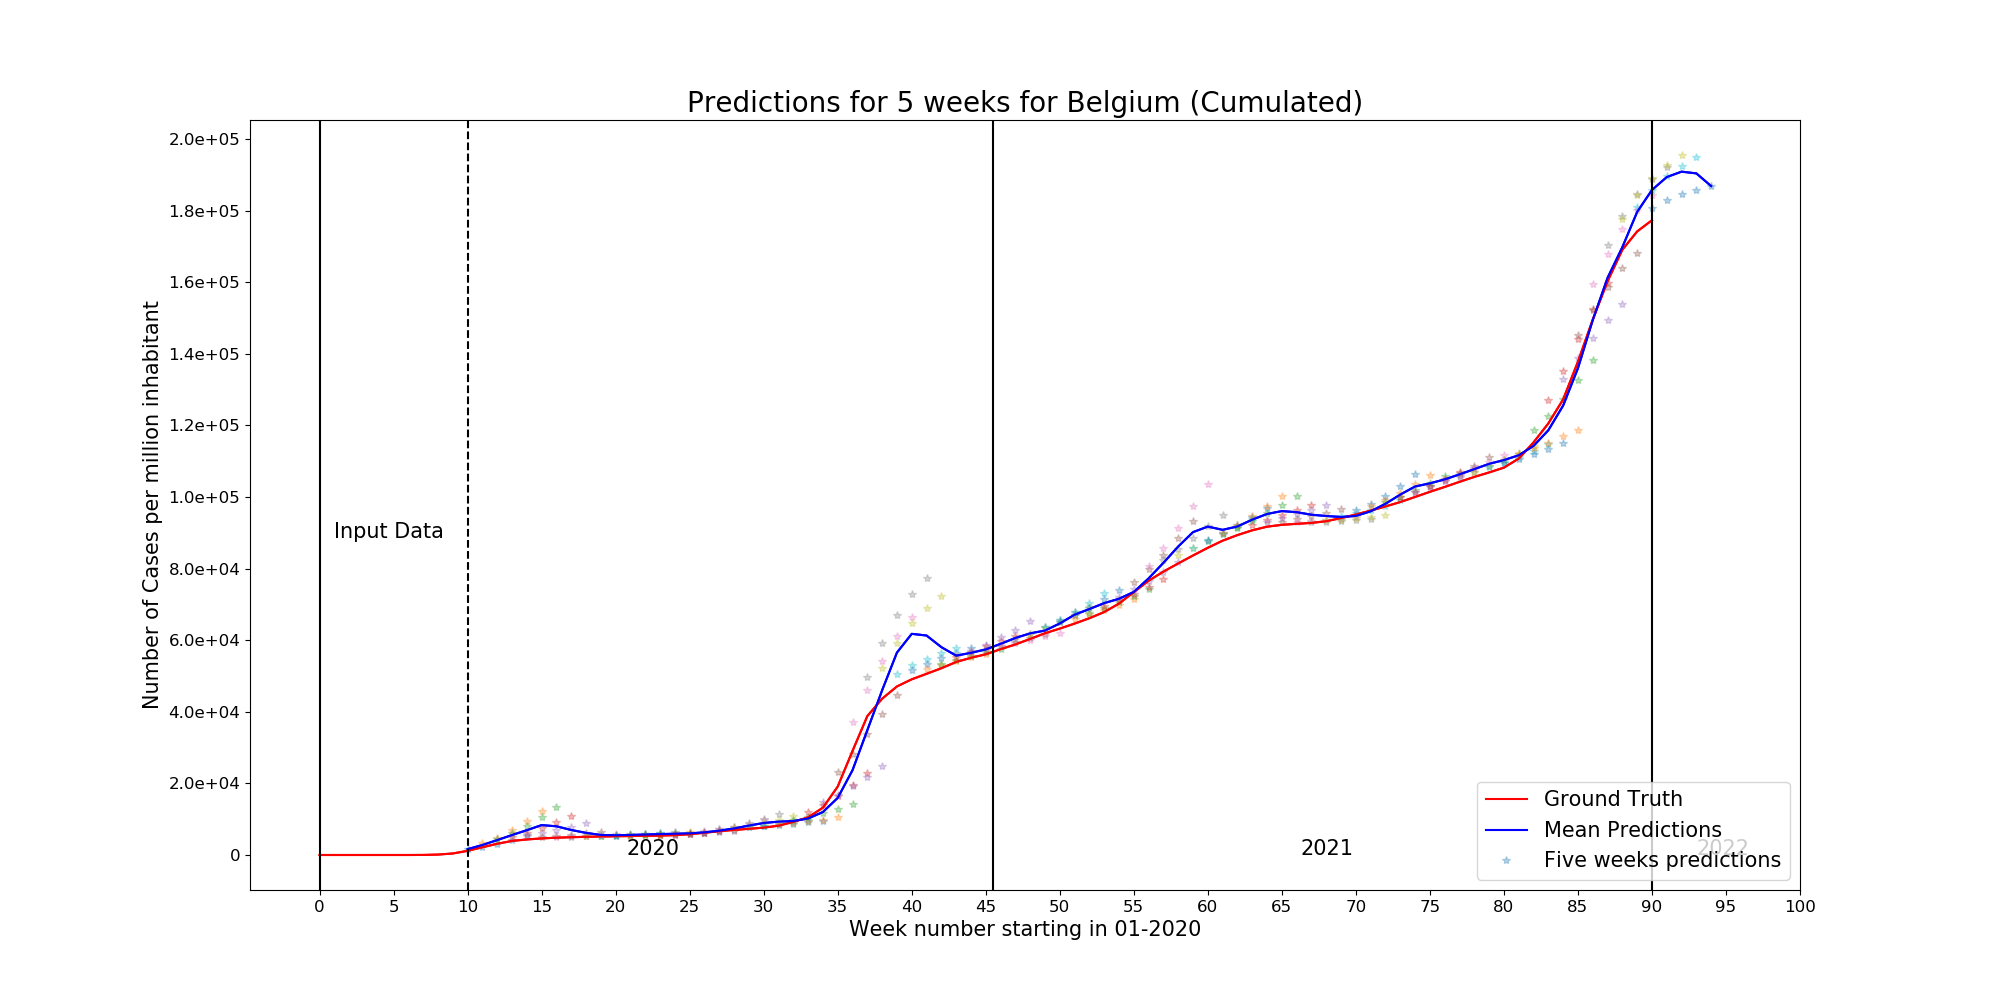 Predictions for 5 weeks for Belgium (Cumulated)
Number of Cases per million inhabitant
2.0e+05
1.8e+05
1.6e+05
1.4e+05
1.2e+05
1.0e+05
8.0e+04
6.0e+04
4.0e+04
2.0e+04
0
Input Data
2020
2021
2022
Ground Truth
Mean Predictions
Five weeks predictions
0 5 10 15 20 25 30 35 40 45 50 55 60 65 70 75 80 85 90 95 100
Week number starting in 01-2020